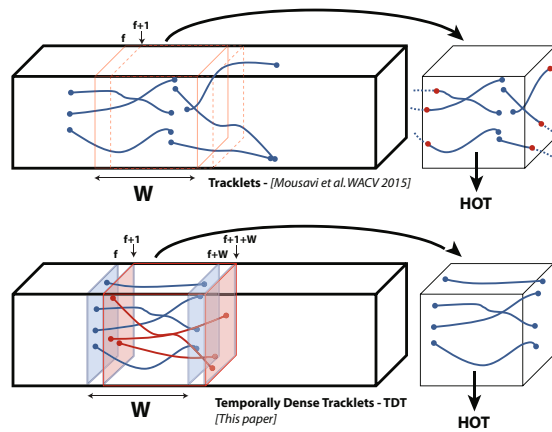 f
f+1
W
Tracklets - [Mousavi et al. WACV 2015]
HOT
f
f+1
f+W
f+1+W
W
Temporally Dense Tracklets - TDT
[This paper]
HOT